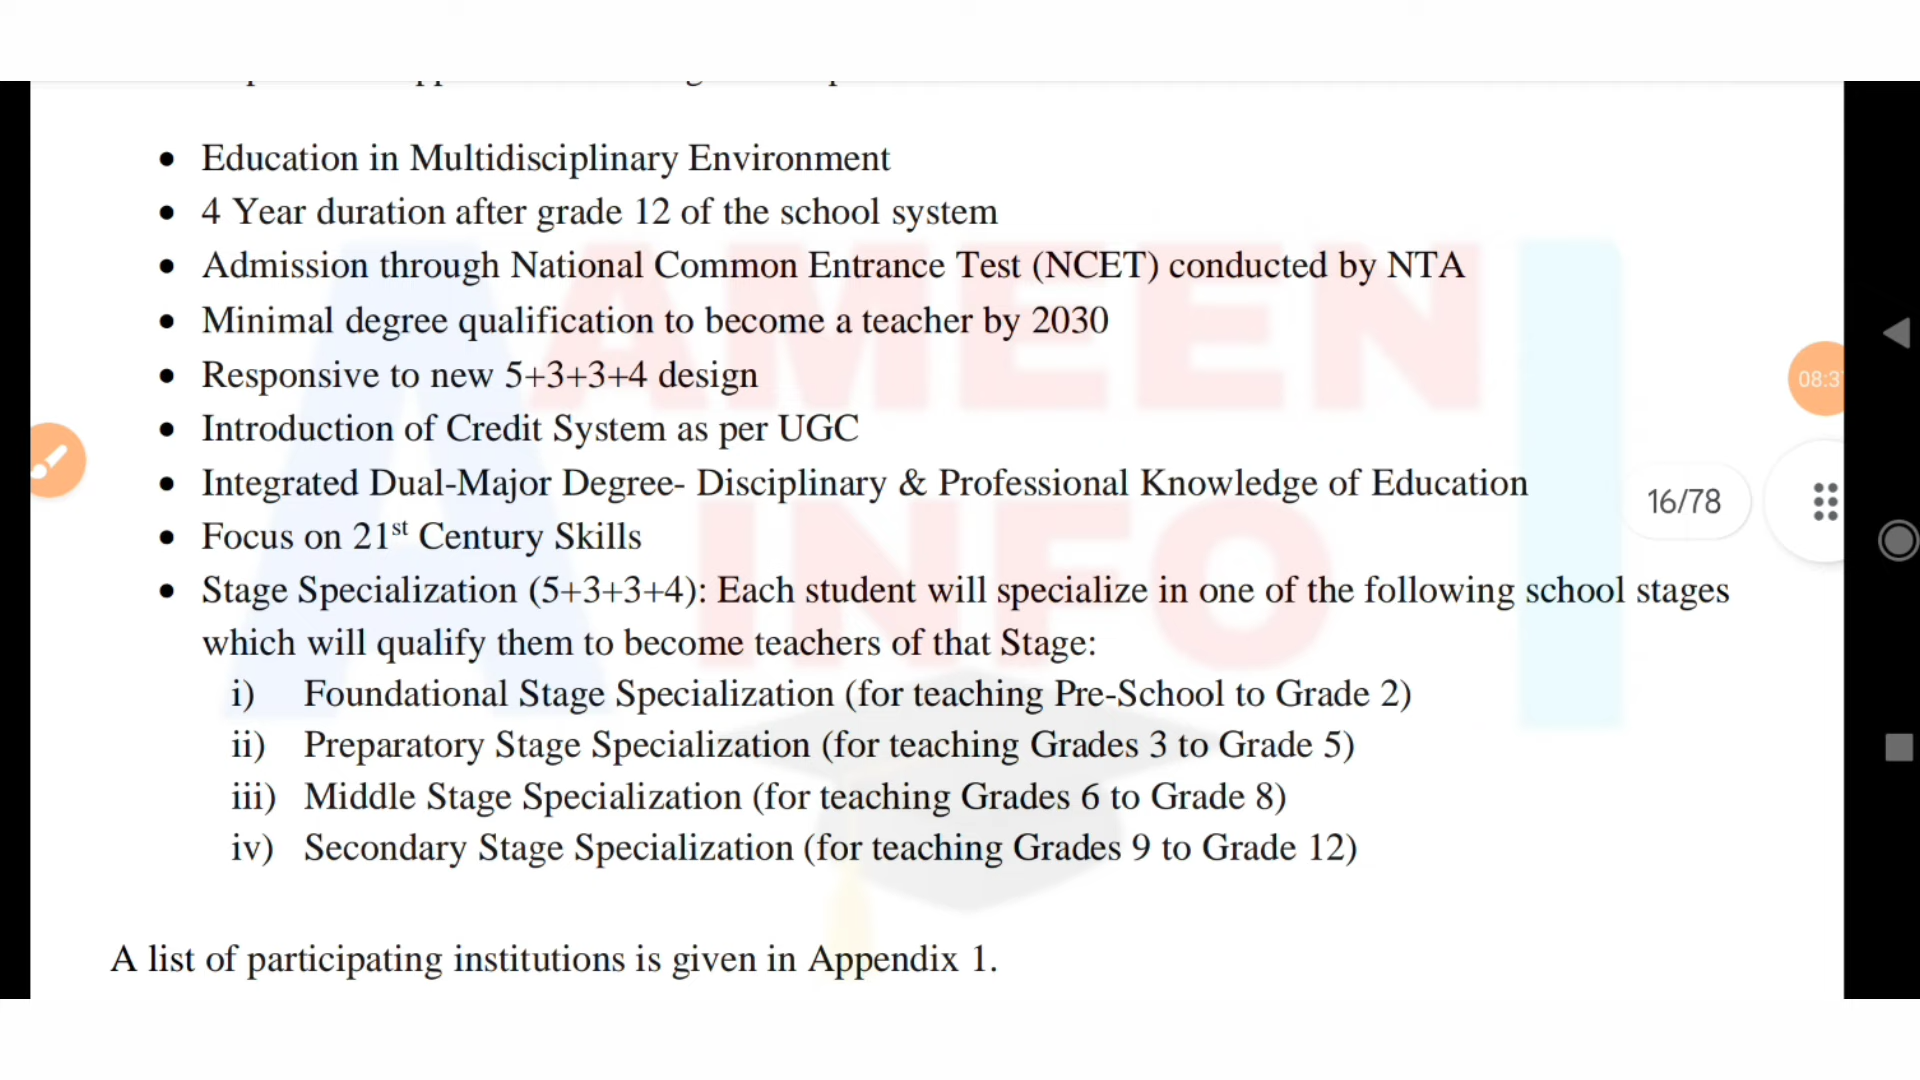 • Education in Multidisciplinary Environment
• 4 Year duration after grade 12 of the school system
• Admission through National Common Entrance Test (NCET) conducted by NTA
• Minimal degree qualification to become a teacher by 2030
• Responsive to new 5+3+3+4 design
• Introduction of Credit System as per UGC
• Integrated Dual-Major Degree- Disciplinary & Professional Knowledge of Education
• Focus on 21st Century Skills
• Stage Specialization (5+3+3+4): Each student will specialize in one of the following school stages
which will qualify them to become teachers of that Stage:
i) Foundational Stage Specialization (for teaching Pre-School to Grade 2)
ii) Preparatory Stage Specialization (for teaching Grades 3 to Grade 5)
iii) Middle Stage Specialization (for teaching Grades 6 to Grade 8)
iv) Secondary Stage Specialization (for teaching Grades 9 to Grade 12)
A list of participating institutions is given in Appendix 1.
AMEEN
INFO
08:3
16/78